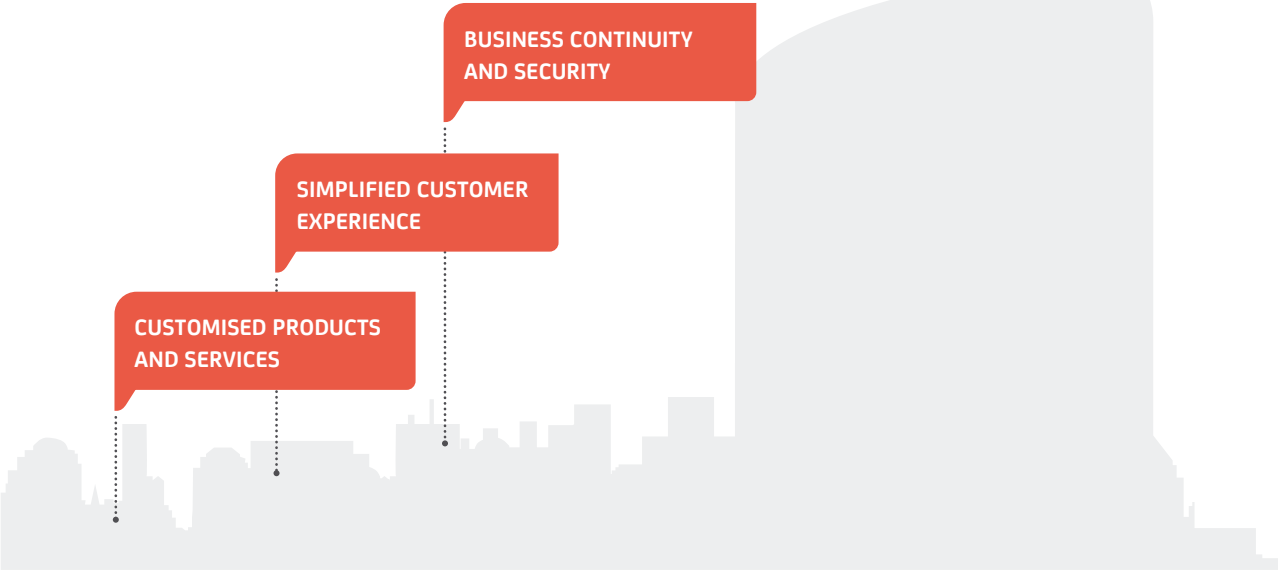 BUSINESS CONTINUITY
AND SECURITY
SIMPLIFIED CUSTOMER
EXPERIENCE
CUSTOMISED PRODUCTS
AND SERVICES